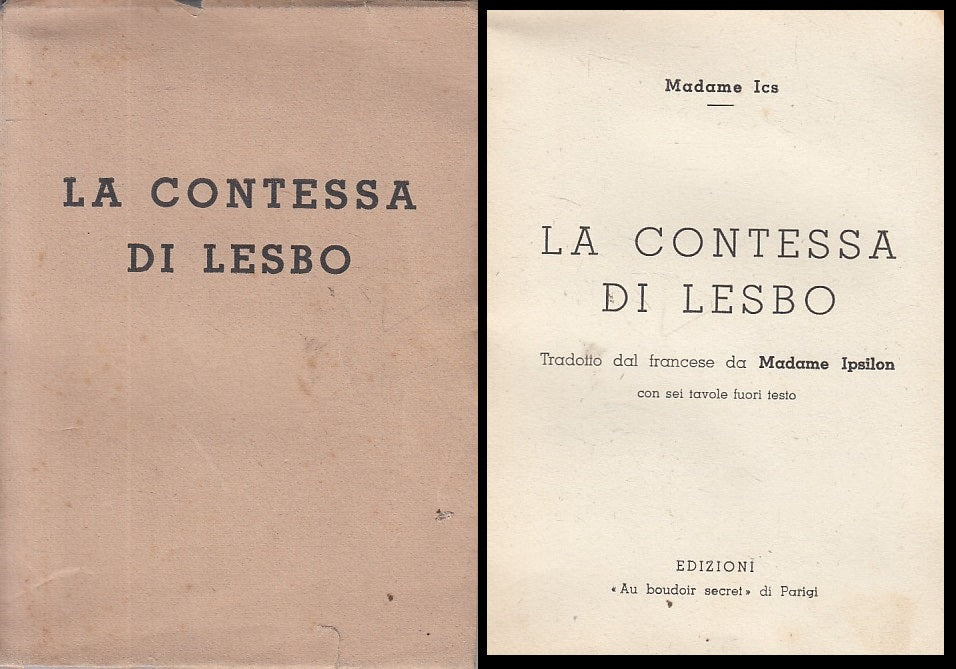 LA CONTESSA
DI LESBO
Madame Ics
LA CONTESSA
DI LESBO
Tradotto dal francese da Madame Ipsilon
con sei tavole fuori testo
EDIZIONI
« Au boudoir secret » di Parigi